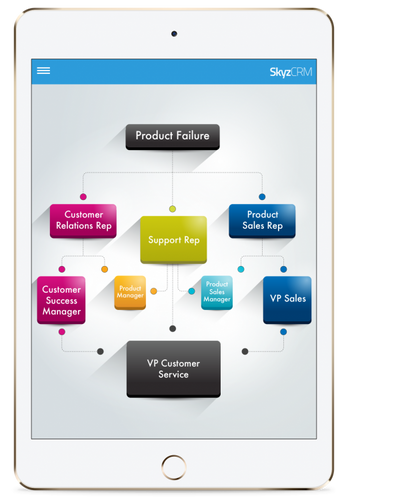 SkyzCRM
Product Failure
Customer
Relations Rep
Support Rep
Product
Sales Rep
Customer
Success
Manager
Product
Manager
Product
Sales
Manager
VP Sales
VP Customer
Service